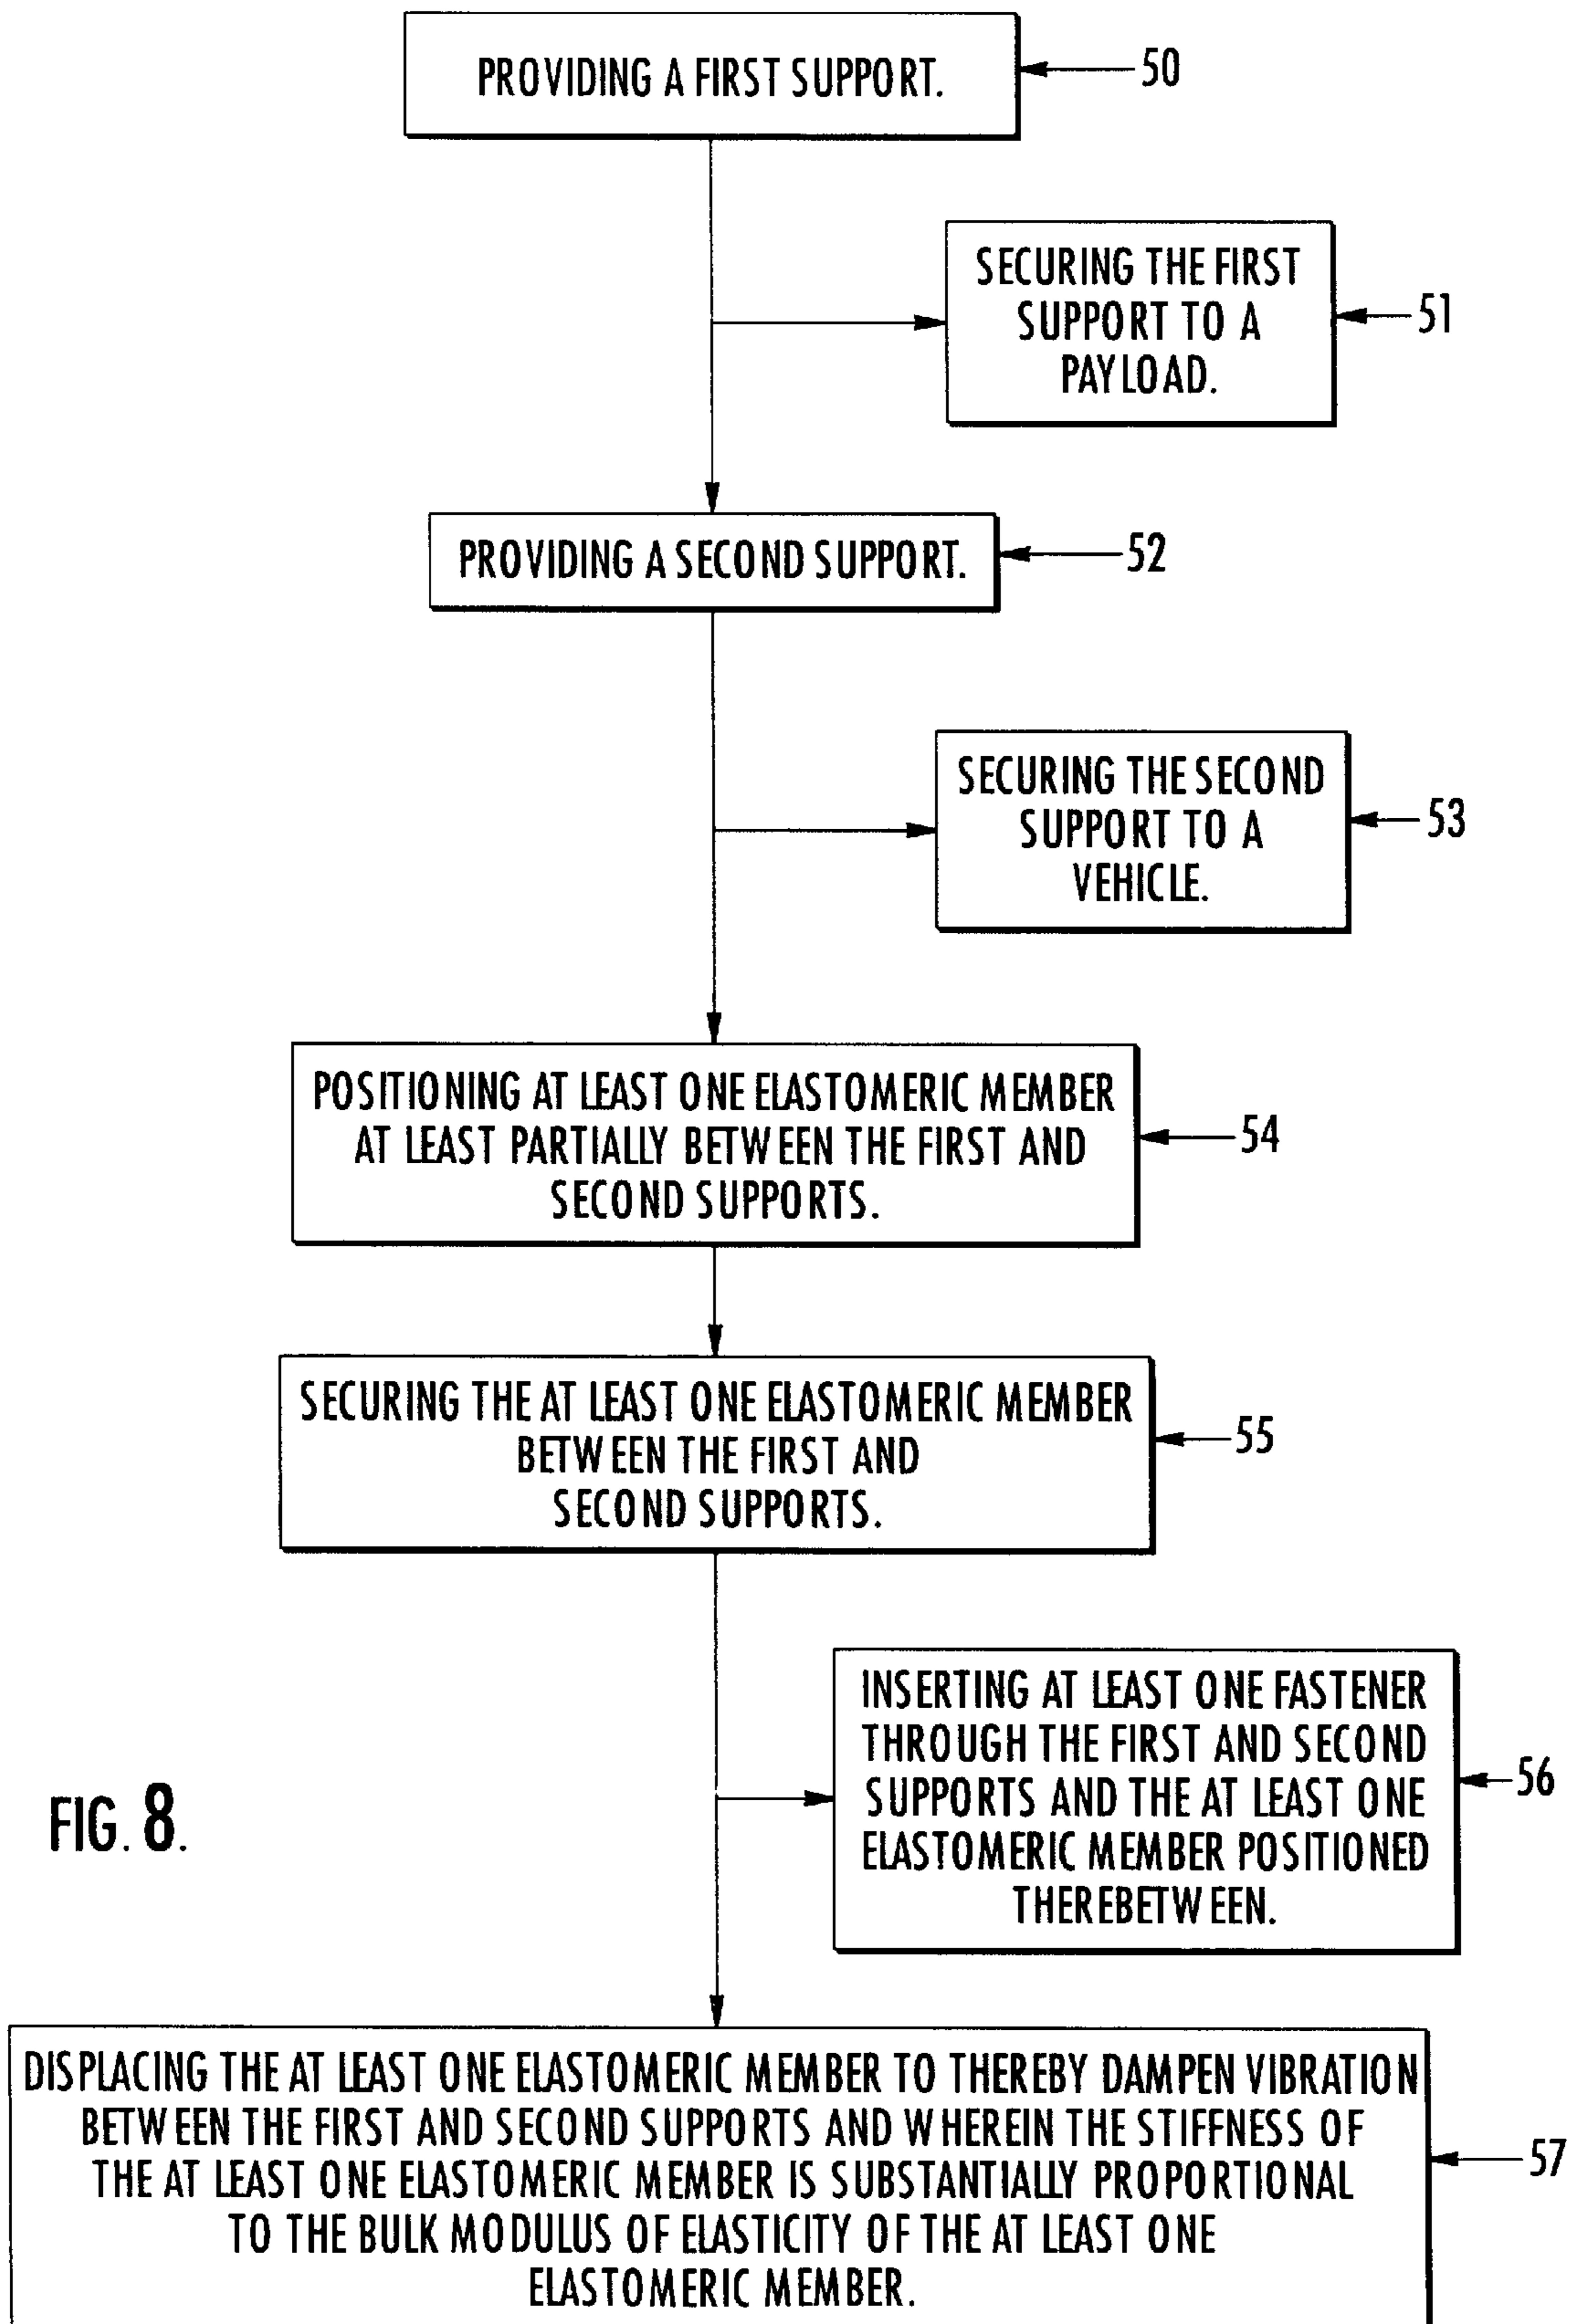 PROVIDING A FIRST SUPPORT.
50
SECURING THE FIRST
SUPPORT TO A
PAYLOAD.
51
PROVIDING A SECOND SUPPORT.
52
SECURING THE SECOND
SUPPORT TO A
VEHICLE.
53
POSITIONING AT LEAST ONE ELASTOMERIC MEMBER
AT LEAST PARTIALLY BETWEEN THE FIRST AND
SECOND SUPPORTS.
54
SECURING THE AT LEAST ONE ELASTOMERIC MEMBER
BETWEEN THE FIRST AND
SECOND SUPPORTS.
55
INSERTING AT LEAST ONE FASTENER
THROUGH THE FIRST AND SECOND
SUPPORTS AND THE AT LEAST ONE
ELASTOMERIC MEMBER POSITIONED
THEREBETWEEN.
56
FIG. 8.
DISPLACING THE AT LEAST ONE ELASTOMERIC MEMBER TO THEREBY DAMPEN VIBRATION
BETWEEN THE FIRST AND SECOND SUPPORTS AND WHEREIN THE STIFFNESS OF
THE AT LEAST ONE ELASTOMERIC MEMBER IS SUBSTANTIALLY PROPORTIONAL
TO THE BULK MODULUS OF ELASTICITY OF THE AT LEAST ONE
ELASTOMERIC MEMBER.
57